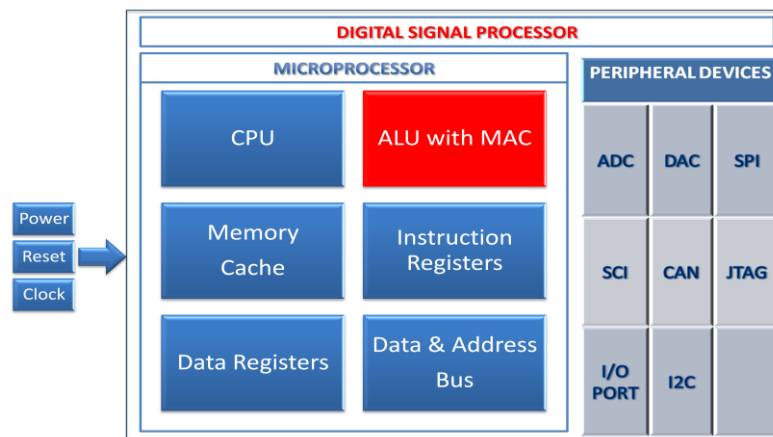 DIGITAL SIGNAL PROCESSOR
MICROPROCESSOR
CPU
ALU with MAC
Memory
Cache
Instruction
Registers
Data Registers
Data & Address
Bus
Power
Reset
Clock
PERIPHERAL DEVICES
ADC
DAC
SPI
SCI
CAN
JTAG
I/O
PORT
I2C